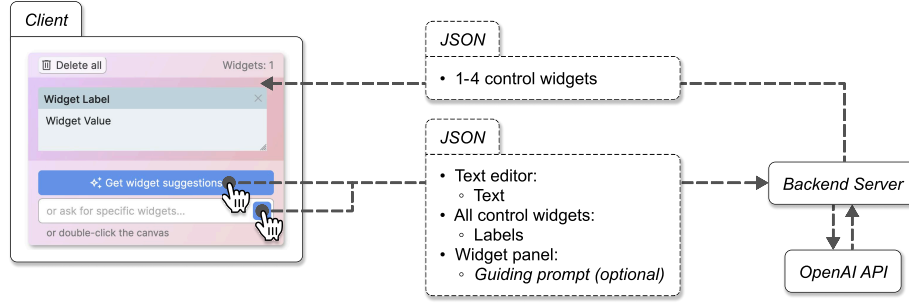 Client
Delete all
Widgets: 1
Widget Label
Widget Value
Get widget suggestions
or ask for specific widgets...
or double-click the canvas
JSON
• 1-4 control widgets
JSON
• Text editor:
◦ Text
• All control widgets:
◦ Labels
• Widget panel:
◦ Guiding prompt (optional)
Backend Server
OpenAI API